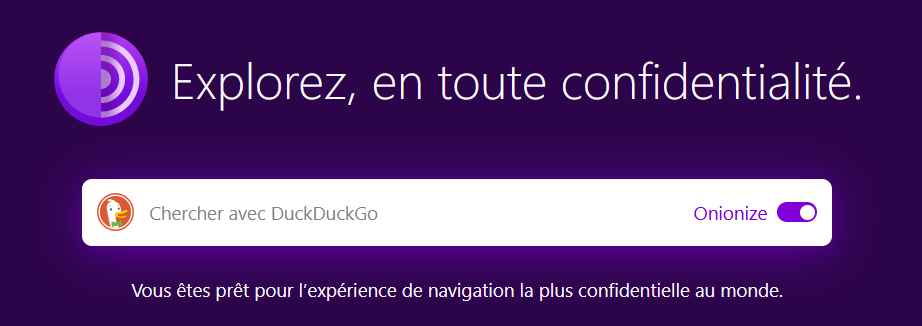 Explorez, en toute confidentialité.
Chercher avec DuckDuckGo Onionize
Vous êtes prêt pour l’expérience de navigation la plus confidentielle au monde.